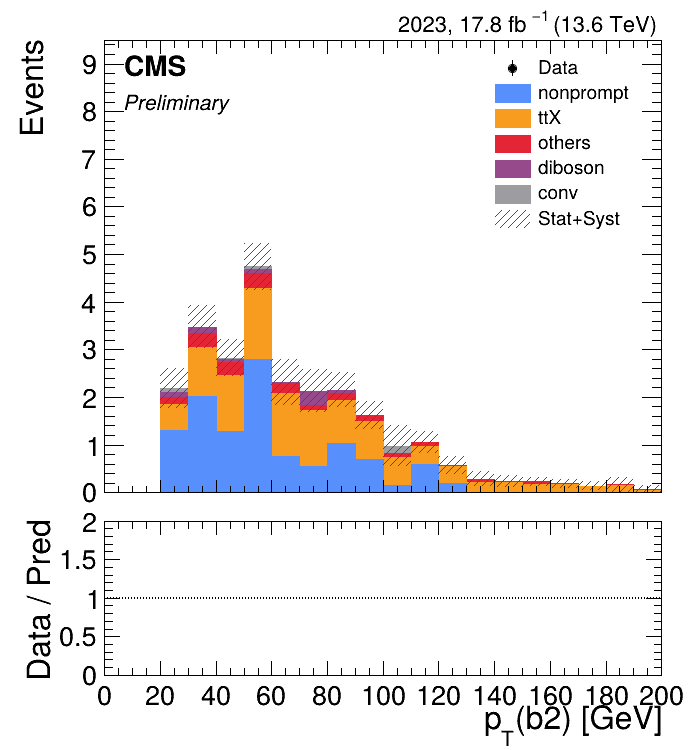 2023, 17.8 fb⁻¹ (13.6 TeV)
CMS
Preliminary
Events
9
8
7
6
5
4
3
2
1
0
Data
nonprompt
ttX
others
diboson
conv
Stat+Syst
Data / Pred
2
1.5
1
0.5
0
0 20 40 60 80 100 120 140 160 180 200
p_T(b2) [GeV]